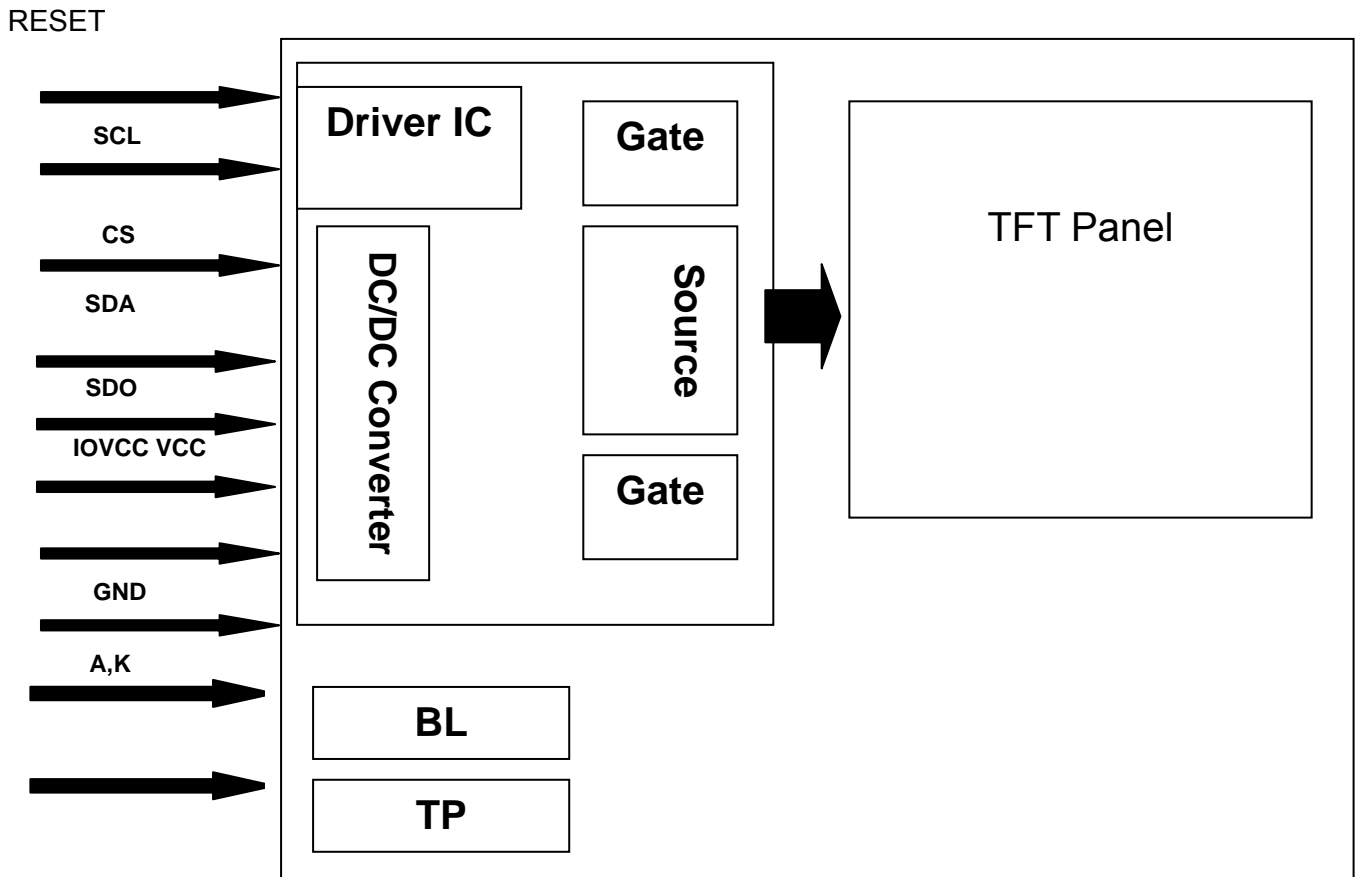 RESET
SCL
CS
SDA
SDO
IOVCC VCC
GND
A,K
Driver IC
DC/DC Converter
Gate
Source
Gate
BL
TP
TFT Panel